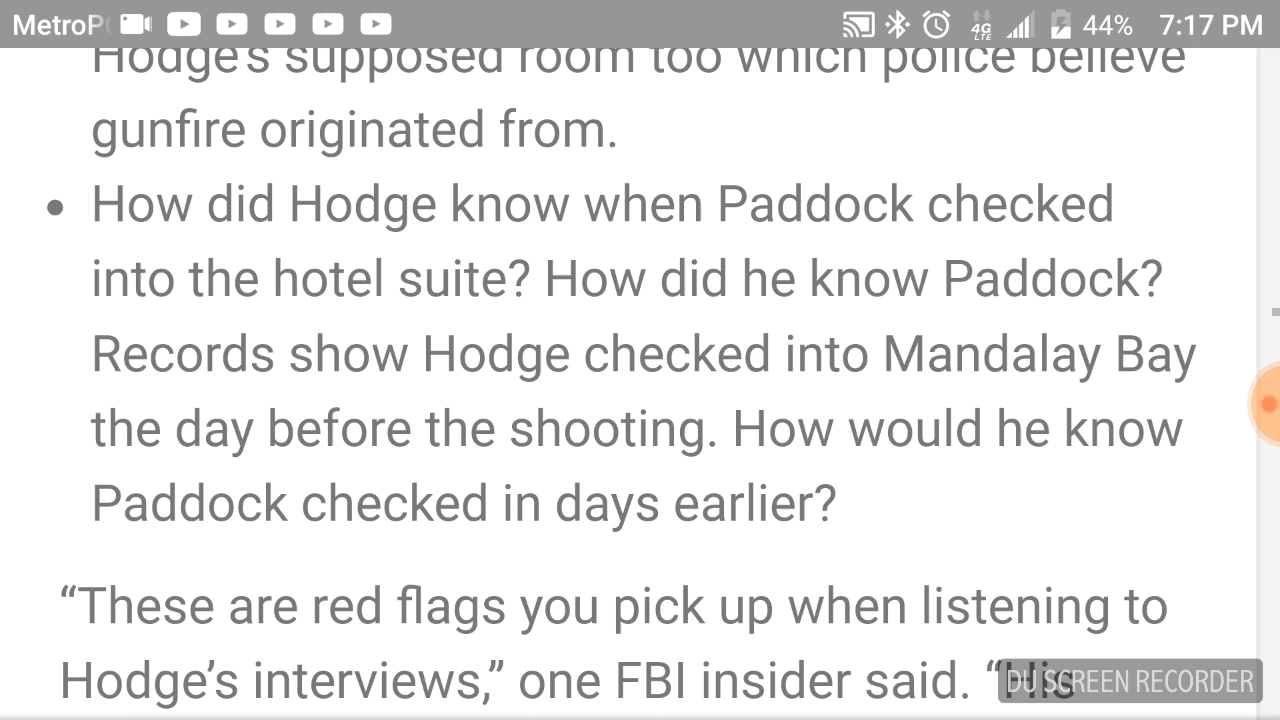 MetroP
4G
LTE
44%
7:17 PM
Hodge's supposed room too which police believe
gunfire originated from.
• How did Hodge know when Paddock checked
into the hotel suite? How did he know Paddock?
Records show Hodge checked into Mandalay Bay
the day before the shooting. How would he know
Paddock checked in days earlier?
“These are red flags you pick up when listening to
Hodge’s interviews,” one FBI insider said. “His
DU SCREEN RECORDER